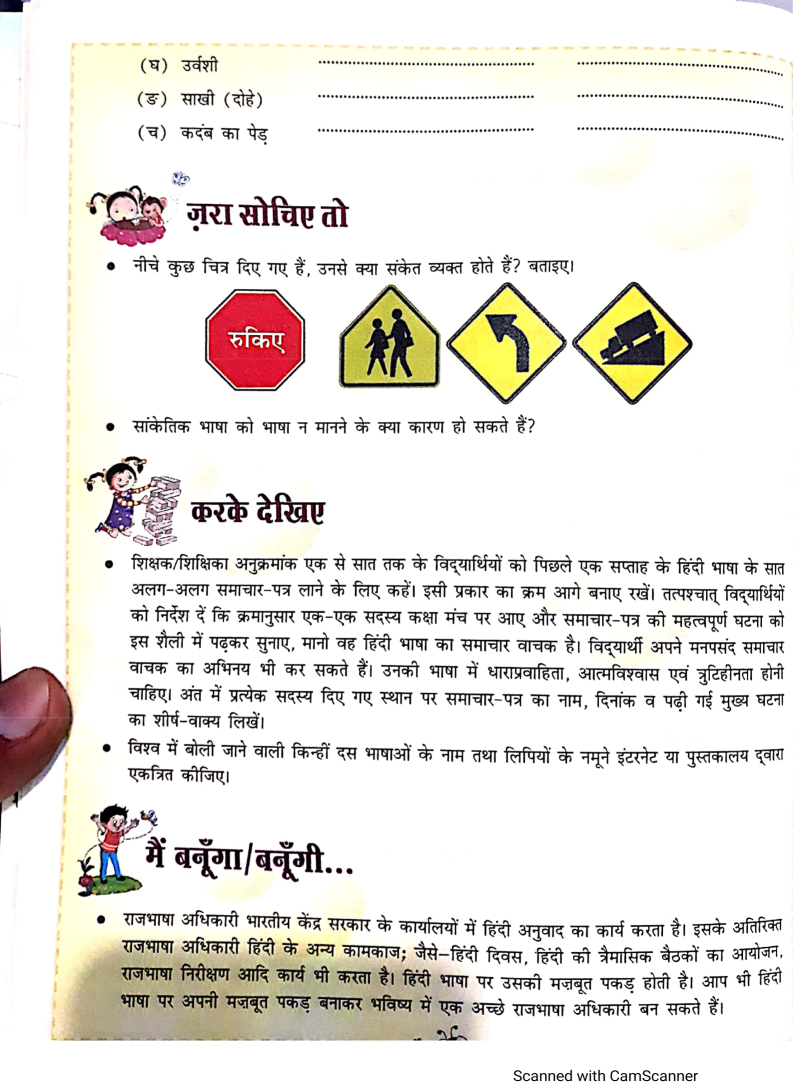 (घ) उर्वशी
(ङ) साखी (दोहे)
(च) कदंब का पेड़
ज़रा सोचिए तो
• नीचे कुछ चित्र दिए गए हैं, उनसे क्या संकेत व्यक्त होते हैं? बताइए।
रुकिए
• सांकेतिक भाषा को भाषा न मानने के क्या कारण हो सकते हैं?
करके देखिए
• शिक्षक/शिक्षिका अनुक्रमांक एक से सात तक के विद्यार्थियों को पिछले एक सप्ताह के हिंदी भाषा के सात
अलग-अलग समाचार-पत्र लाने के लिए कहें। इसी प्रकार का क्रम आगे बनाए रखें। तत्पश्चात् विद्यार्थियों
को निर्देश दें कि क्रमानुसार एक-एक सदस्य कक्षा मंच पर आए और समाचार-पत्र की महत्वपूर्ण घटना को
इस शैली में पढ़कर सुनाए, मानो वह हिंदी भाषा का समाचार वाचक है। विद्यार्थी अपने मनपसंद समाचार
वाचक का अभिनय भी कर सकते हैं। उनकी भाषा में धाराप्रवाहिता, आत्मविश्वास एवं त्रुटिहीनता होनी
चाहिए। अंत में प्रत्येक सदस्य दिए गए स्थान पर समाचार-पत्र का नाम, दिनांक व पढ़ी गई मुख्य घटना
का शीर्ष-वाक्य लिखें।
• विश्व में बोली जाने वाली किन्हीं दस भाषाओं के नाम तथा लिपियों के नमूने इंटरनेट या पुस्तकालय द्वारा
एकत्रित कीजिए।
मैं बनूँगा/बनूँगी...
• राजभाषा अधिकारी भारतीय केंद्र सरकार के कार्यालयों में हिंदी अनुवाद का कार्य करता है। इसके अतिरिक्त
राजभाषा अधिकारी हिंदी के अन्य कामकाज; जैसे–हिंदी दिवस, हिंदी की त्रैमासिक बैठकों का आयोजन,
राजभाषा निरीक्षण आदि कार्य भी करता है। हिंदी भाषा पर उसकी मज़बूत पकड़ होती है। आप भी हिंदी
भाषा पर अपनी मज़बूत पकड़ बनाकर भविष्य में एक अच्छे राजभाषा अधिकारी बन सकते हैं।
Scanned with CamScanner